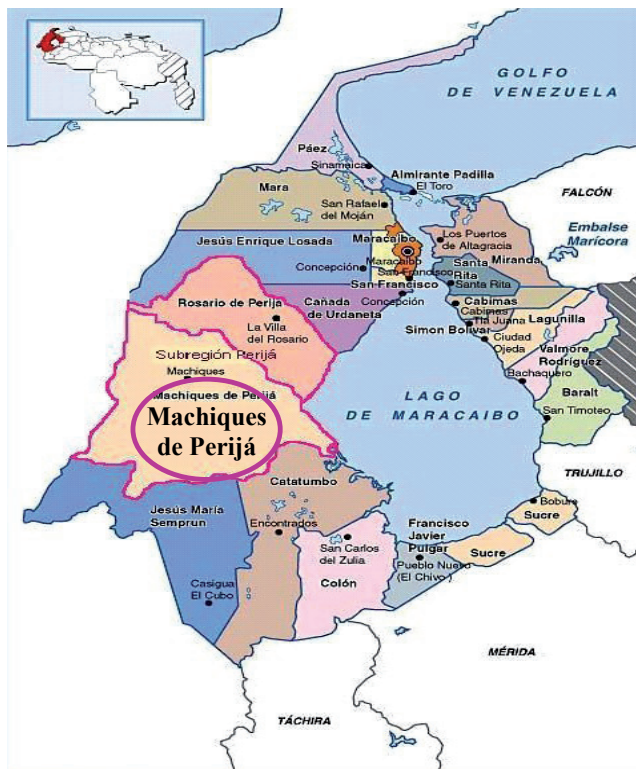 GOLFO
DE VENEZUELA
Páez
Sinamaica
Almirante Padilla
El Toro
Mara
San Rafael
del Moján
FALCÓN
Embalse
Marícora
Los Puertos
de Altagracia
Miranda
Maracaibo
Maracaibo
Jesús Enrique Losada
Concepción
San Francisco
San Francisco
Santa
Rita
Santa Rita
Rosario de Perija
La Villa
del Rosario
Cañada
de Urdaneta
Concepción
Cabimas
Cabimas
Tía Juana
Simon Bolivar
Lagunilla
Ciudad
Ojeda
Valmore
Rodríguez
Bachaquero
Baralt
San Timoteo
Subregión Perijá
Machiques
Machiques de Perijá
Machiques
de Perijá
LAGO
DE MARACAIBO
TRUJILLO
Catatumbo
Encontrados
Jesús María
Semprun
Casigua
El Cubo
San Carlos
del Zulia
Colón
Francisco
Javier
Pulgar
Pueblo Nuevo
(El Chivo)
Bobure
Sucre
Sucre
MÉRIDA
TÁCHIRA